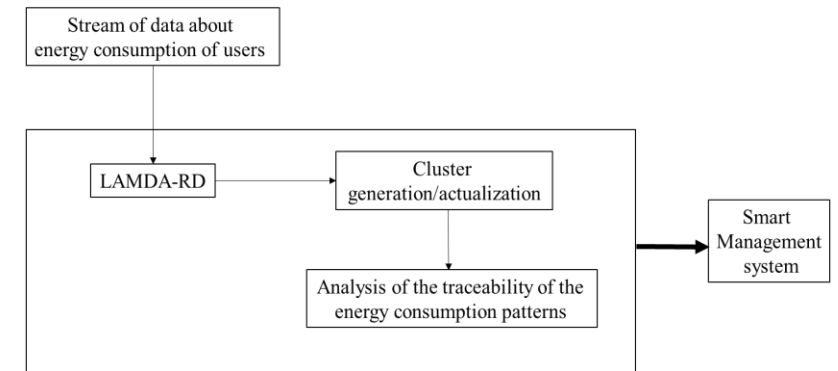 Stream of data about
energy consumption of users
LAMDA-RD
Cluster
generation/actualization
Analysis of the traceability of the
energy consumption patterns
Smart
Management
system